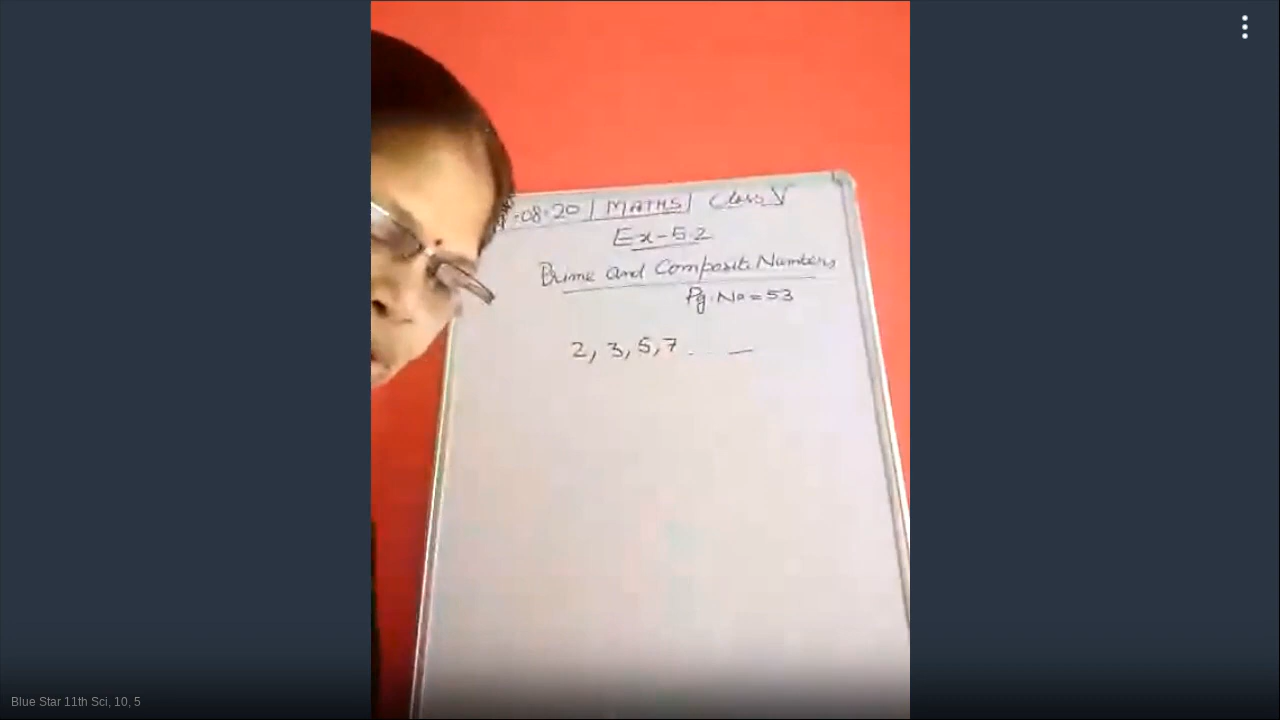 .08.20 | MATHS | Class V
Ex-5.2
Prime and Composite Numbers
Pg. No = 53
2, 3, 5, 7 . . —
Blue Star 11th Sci, 10, 5